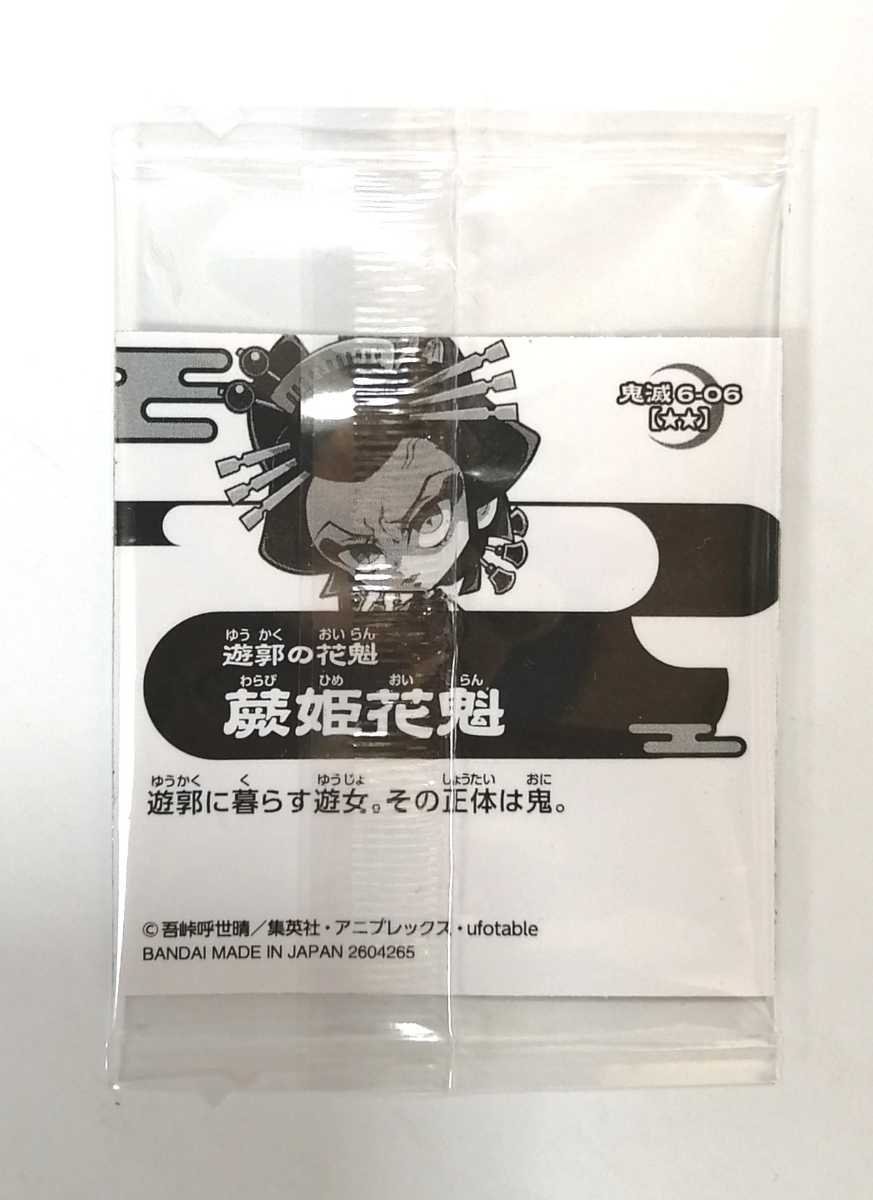 鬼滅 6-06
[★★]
ゆう かく おい らん
遊郭の花魁
わらび ひめ おい らん
蕨姫花魁
ゆうかく く ゆうじょ しょうたい おに
遊郭に暮らす遊女。その正体は鬼。
©吾峠呼世晴／集英社・アニプレックス・ufotable
BANDAI MADE IN JAPAN 2604265